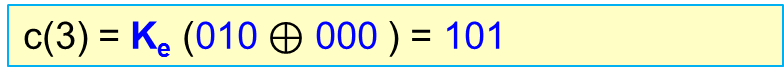 c(3) = Kₑ (010 ⊕ 000 ) = 101